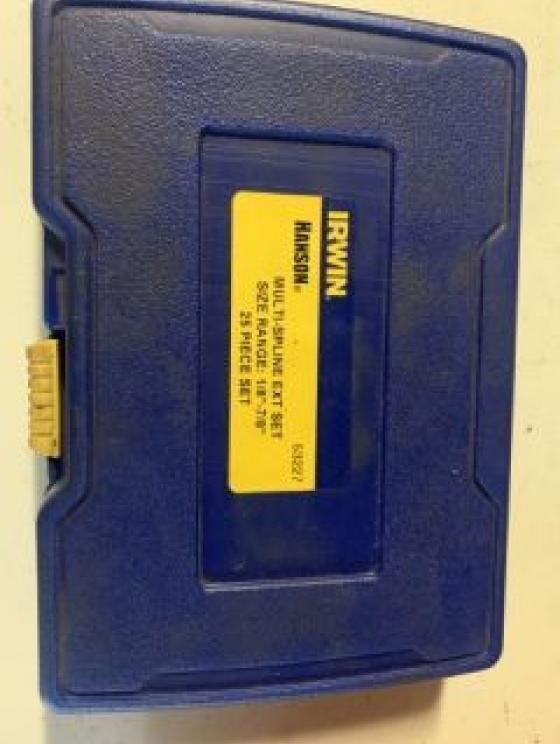 IRWIN
HANSON®
53227
MULTI-SPLINE EXT SET
SIZE RANGE: 1/8"-7/8"
25 PIECE SET